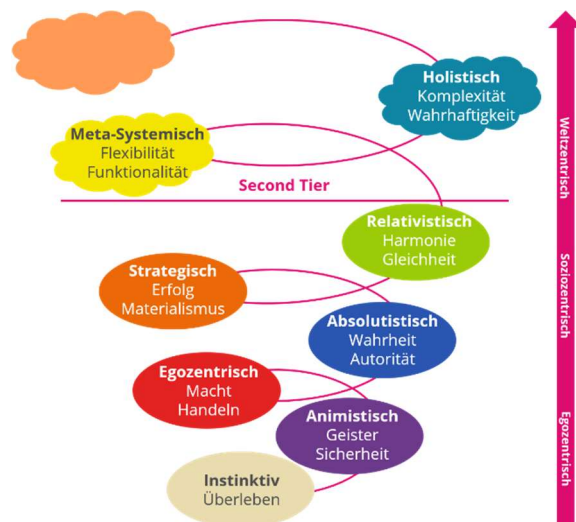 Holistisch
Komplexität
Wahrhaftigkeit
Meta-Systemisch
Flexibilität
Funktionalität
Second Tier
Relativistisch
Harmonie
Gleichheit
Strategisch
Erfolg
Materialismus
Absolutistisch
Wahrheit
Autorität
Egozentrisch
Macht
Handeln
Animistisch
Geister
Sicherheit
Instinktiv
Überleben
Weltzentrisch
Soziozentrisch
Egozentrisch